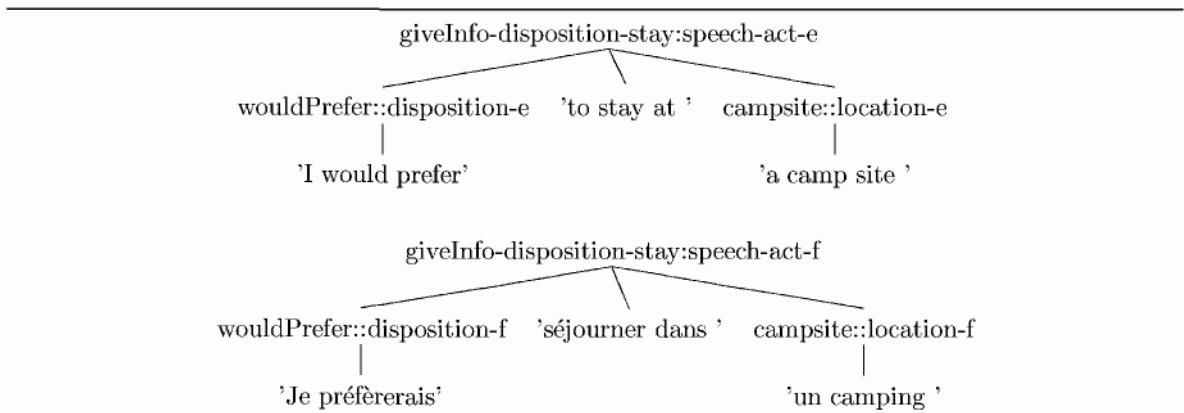 giveInfo-disposition-stay:speech-act-e
wouldPrefer::disposition-e 'to stay at ' campsite::location-e
'I would prefer' 'a camp site '
giveInfo-disposition-stay:speech-act-f
wouldPrefer::disposition-f 'séjourner dans ' campsite::location-f
'Je préfèrerais' 'un camping '